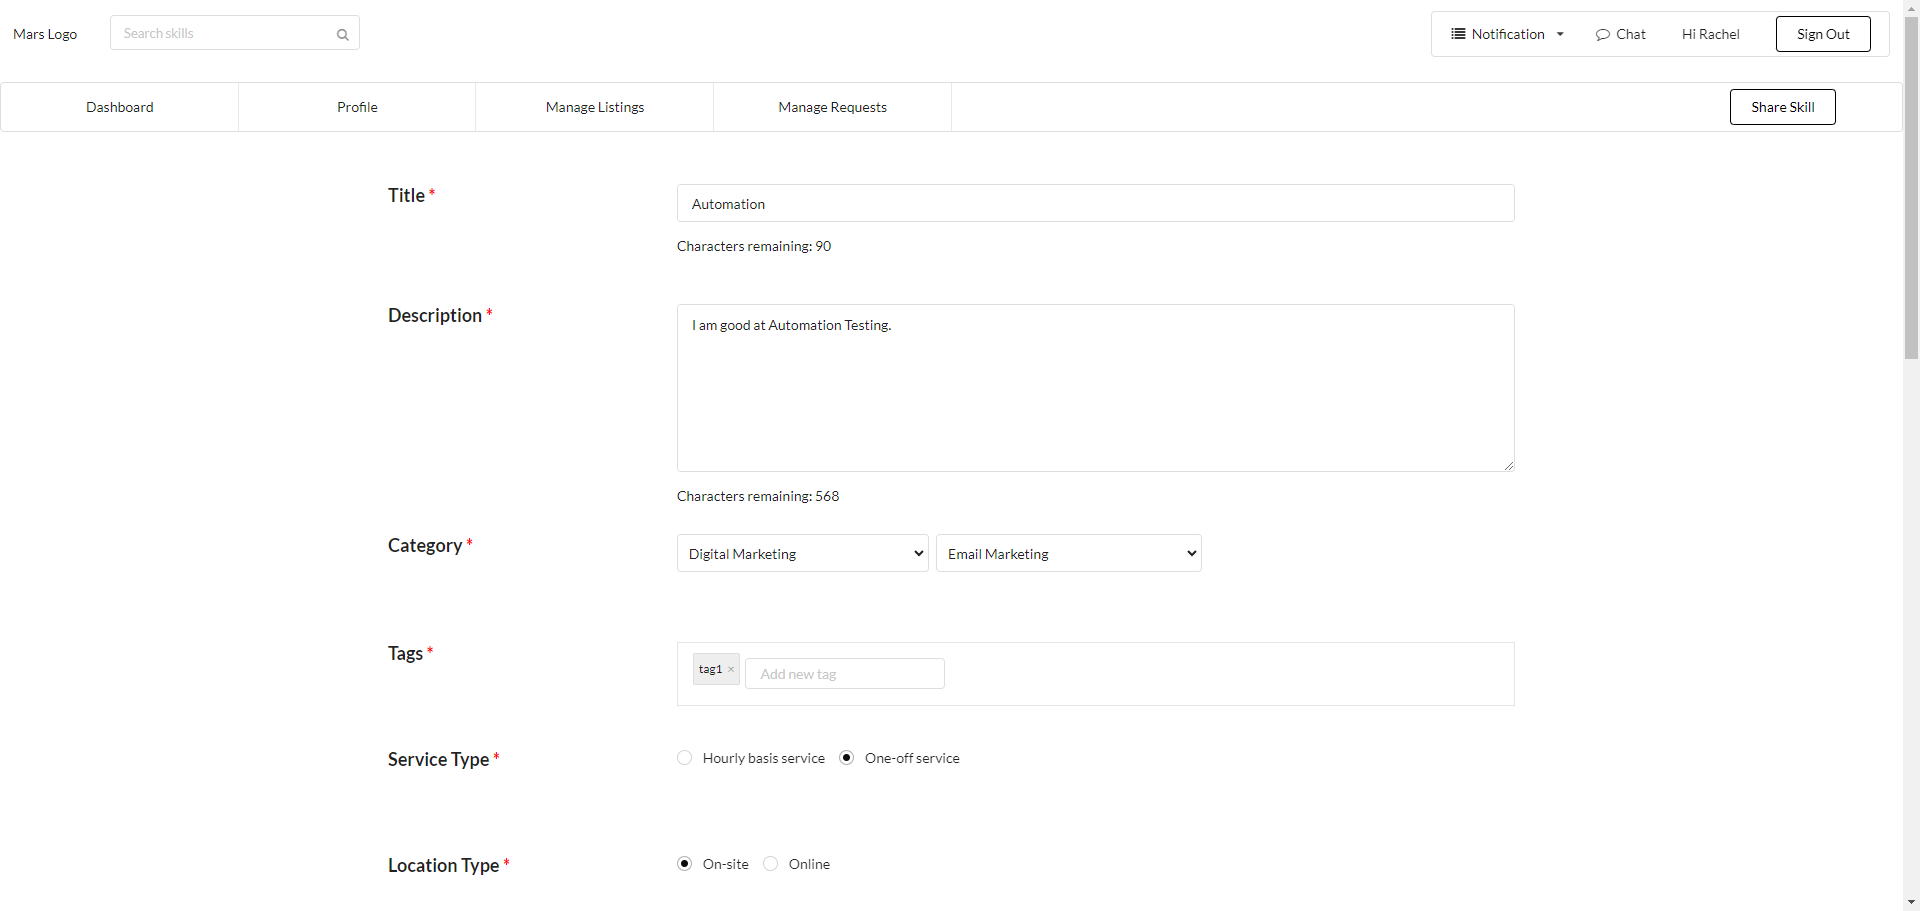 Mars Logo
Search skills
Notification
Chat
Hi Rachel
Sign Out
Dashboard
Profile
Manage Listings
Manage Requests
Share Skill
Title *
Automation
Characters remaining: 90
Description *
I am good at Automation Testing.
Characters remaining: 568
Category *
Digital Marketing
Email Marketing
Tags *
tag1 ×
Add new tag
Service Type *
Hourly basis service
One-off service
Location Type *
On-site
Online